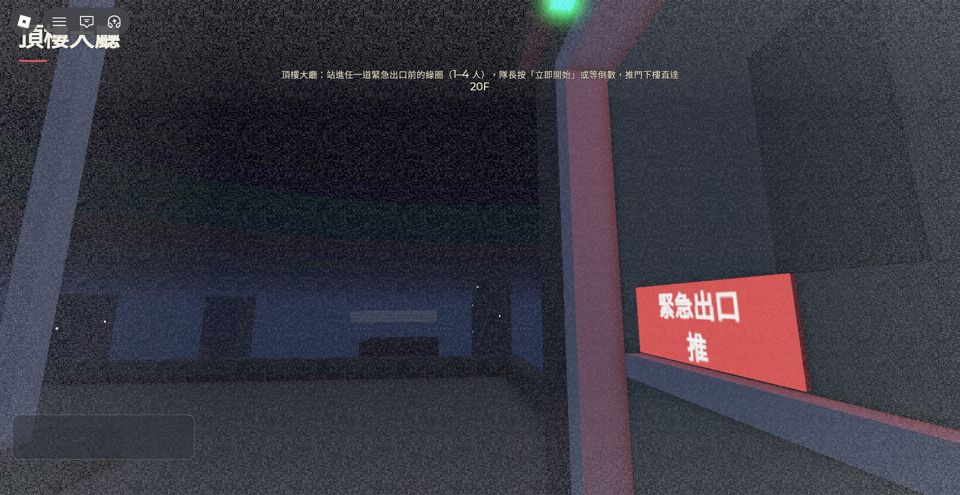 頂樓大廳
頂樓大廳：站進任一道緊急出口前的綠圈（1–4 人），隊長按「立即開始」或等倒數，推門下樓直達
20F
緊急出口
推